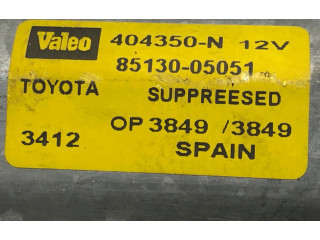 Valeo 404350-N 12V
85130-05051
TOYOTA SUPPREESED
OP 3849 /3849
3412 SPAIN